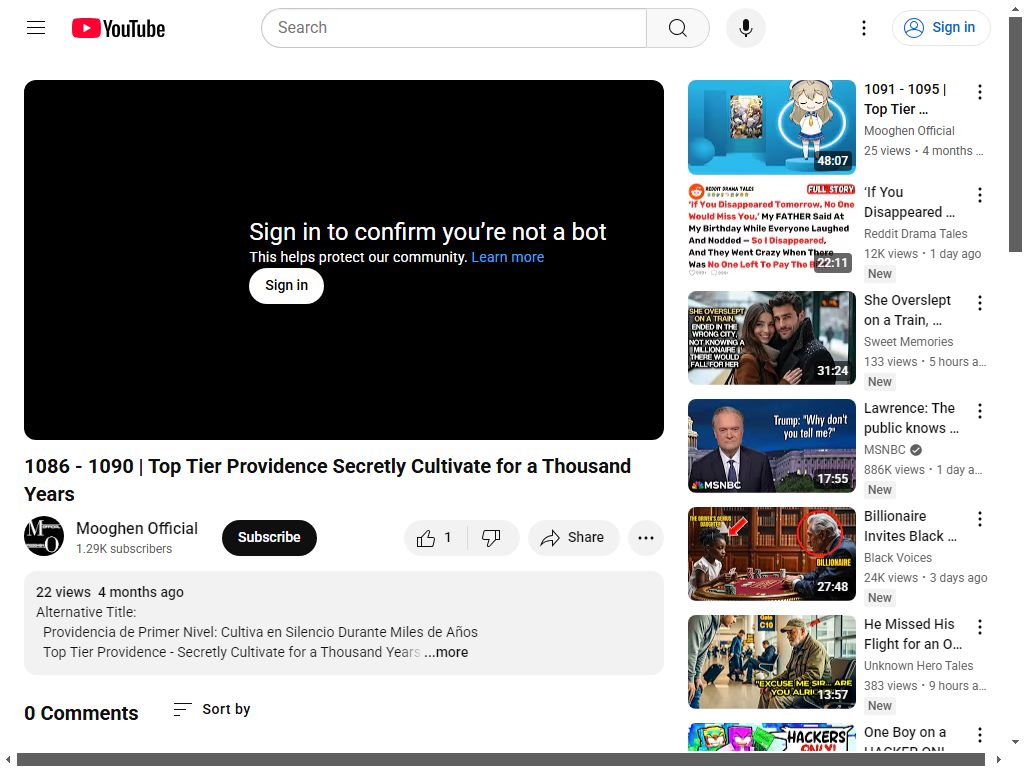 YouTube
Search
Sign in
Sign in to confirm you're not a bot
This helps protect our community. Learn more
Sign in
1086 - 1090 | Top Tier Providence Secretly Cultivate for a Thousand
Years
Mooghen Official
1.29K subscribers
Subscribe
1
Share
22 views 4 months ago
Alternative Title:
Providencia de Primer Nivel: Cultiva en Silencio Durante Miles de Años
Top Tier Providence - Secretly Cultivate for a Thousand Years ...more
0 Comments
Sort by
48:07
1091 - 1095 |
Top Tier ...
Mooghen Official
25 views • 4 months ...
REDDIT DRAMA TALES
FULL STORY
'If You Disappeared Tomorrow, No One
Would Miss You,' My FATHER Said At
My Birthday While Everyone Laughed
And Nodded – So I Disappeared,
And They Went Crazy When There
Was No One Left To Pay The
22:11
'If You
Disappeared ...
Reddit Drama Tales
12K views • 1 day ago
New
SHE OVERSLEPT
ON A TRAIN,
ENDED IN THE
WRONG CITY,
NOT KNOWING A
MILLIONAIRE
THERE WOULD
FALL FOR HER
31:24
She Overslept
on a Train, ...
Sweet Memories
133 views • 5 hours a...
New
Trump: "Why don't
you tell me?"
MSNBC
17:55
Lawrence: The
public knows ...
MSNBC
886K views • 1 day a...
New
THE DRIVER'S GENIUS
DAUGHTER
BILLIONAIRE
27:48
Billionaire
Invites Black ...
Black Voices
24K views • 3 days ago
New
Gate
C10
"EXCUSE ME SIR... ARE
YOU ALRI
13:57
He Missed His
Flight for an O...
Unknown Hero Tales
383 views • 9 hours a...
New
HACKERS
ONLY!
One Boy on a
HACKER ONL